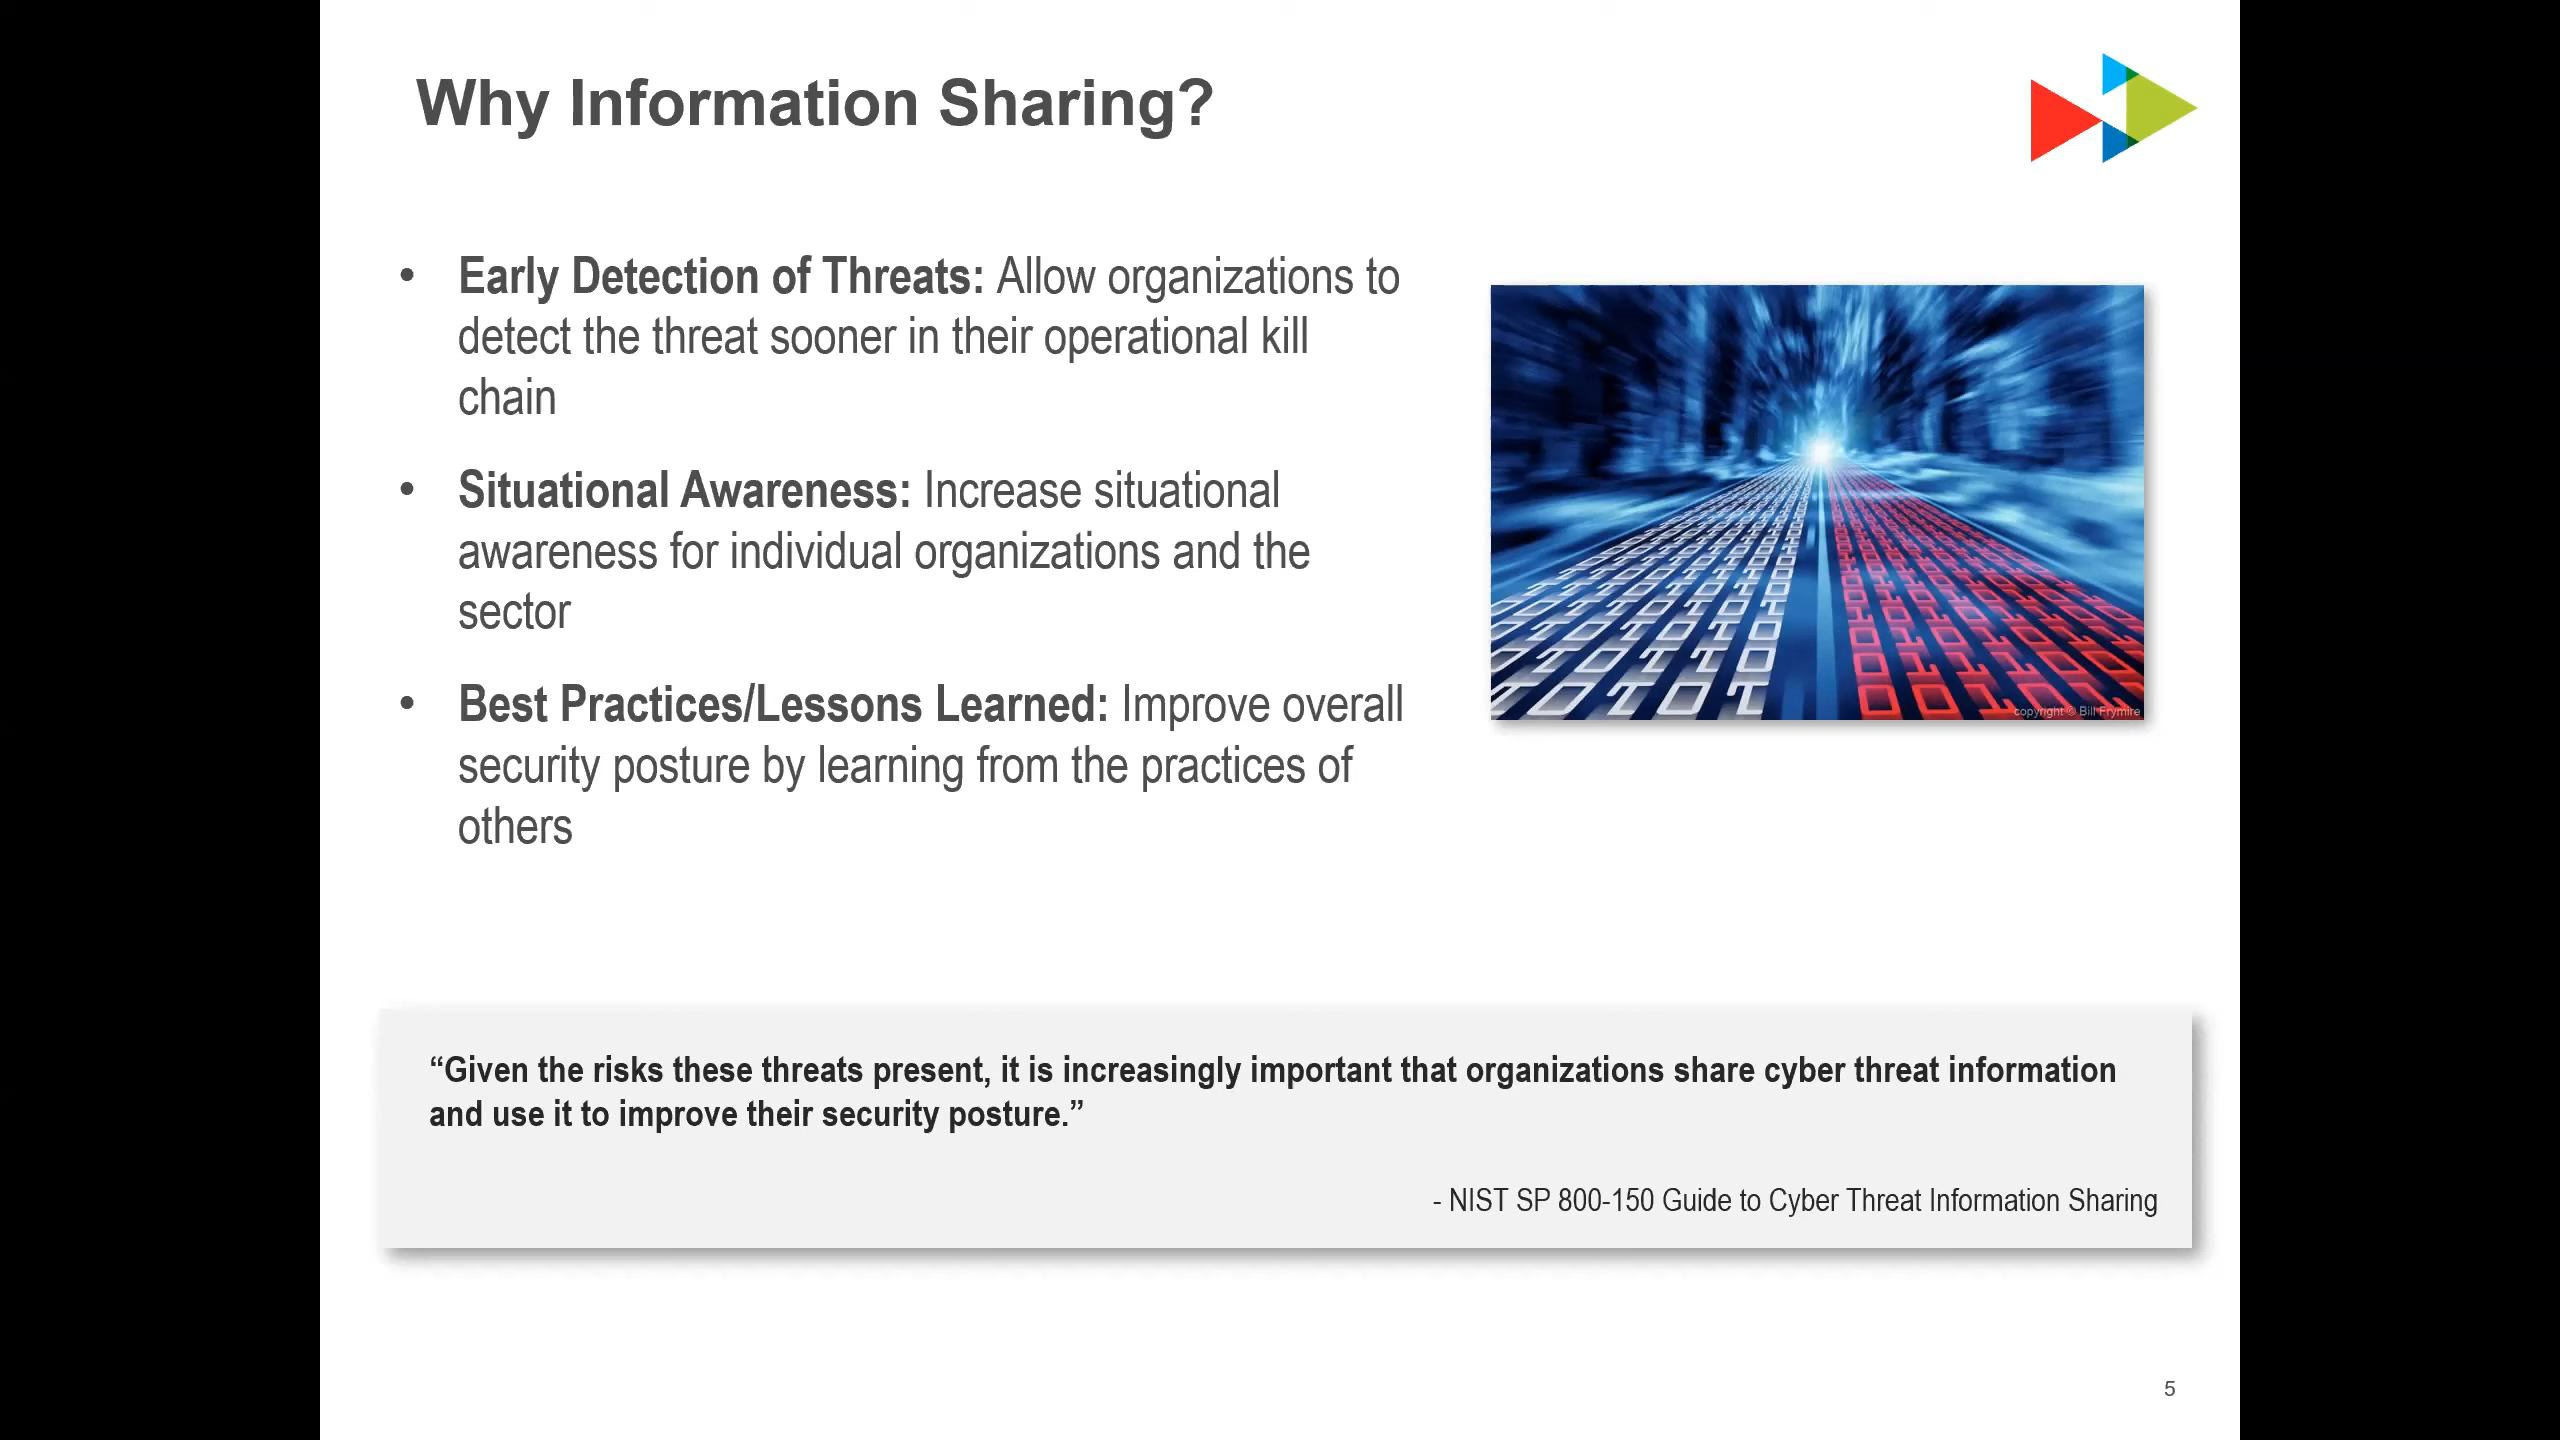 Why Information Sharing?
• Early Detection of Threats: Allow organizations to
detect the threat sooner in their operational kill
chain
• Situational Awareness: Increase situational
awareness for individual organizations and the
sector
• Best Practices/Lessons Learned: Improve overall
security posture by learning from the practices of
others
copyright © Bill Frymire
“Given the risks these threats present, it is increasingly important that organizations share cyber threat information
and use it to improve their security posture.”
- NIST SP 800-150 Guide to Cyber Threat Information Sharing
5